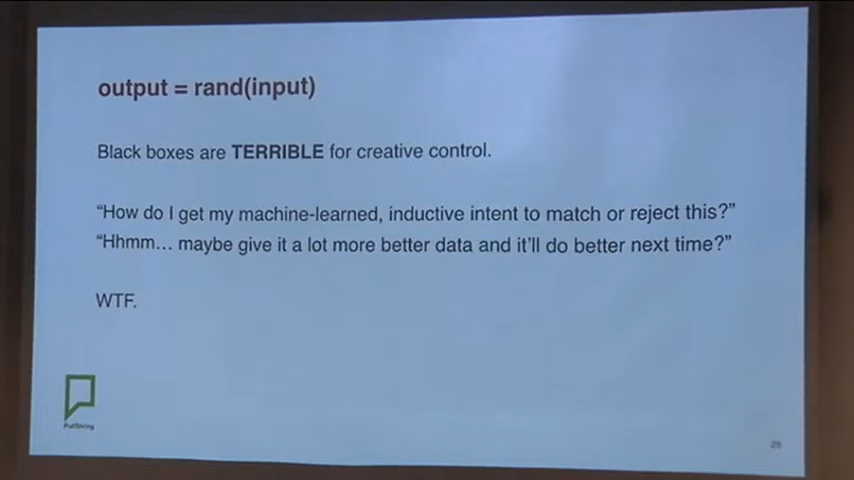 output = rand(input)
Black boxes are TERRIBLE for creative control.
“How do I get my machine-learned, inductive intent to match or reject this?”
“Hhmm… maybe give it a lot more better data and it’ll do better next time?”
WTF.
PullString
25